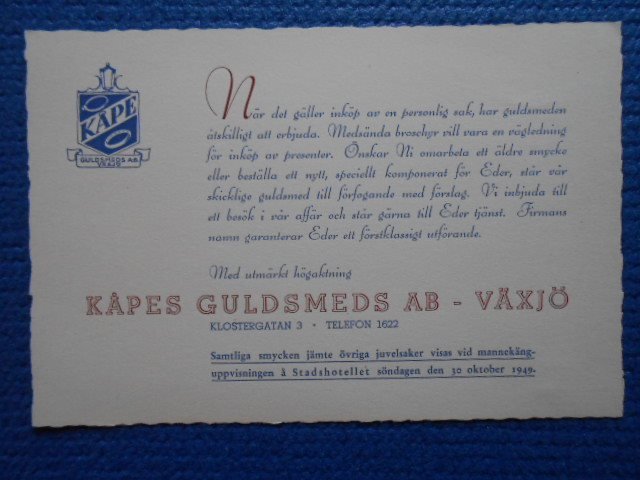 KÅPE
GULDSMEDS A.B.
VÄXJÖ
När det gäller inköp av en personlig sak, har guldsmeden
åtskilligt att erbjuda. Medsända broschyr vill vara en vägledning
för inköp av presenter. Önskar Ni omarbeta ett äldre smycke
eller beställa ett nytt, speciellt komponerat för Eder, står vår
skicklige guldsmed till förfogande med förslag. Vi inbjuda till
ett besök i vår affär och står gärna till Eder tjänst. Firmans
namn garanterar Eder ett förstklassigt utförande.
Med utmärkt högaktning
KÅPES GULDSMEDS AB - VÄXJÖ
KLOSTERGATAN 3 • TELEFON 1622
Samtliga smycken jämte övriga juvelsaker visas vid mannekäng-
uppvisningen å Stadshotellet söndagen den 30 oktober 1949.